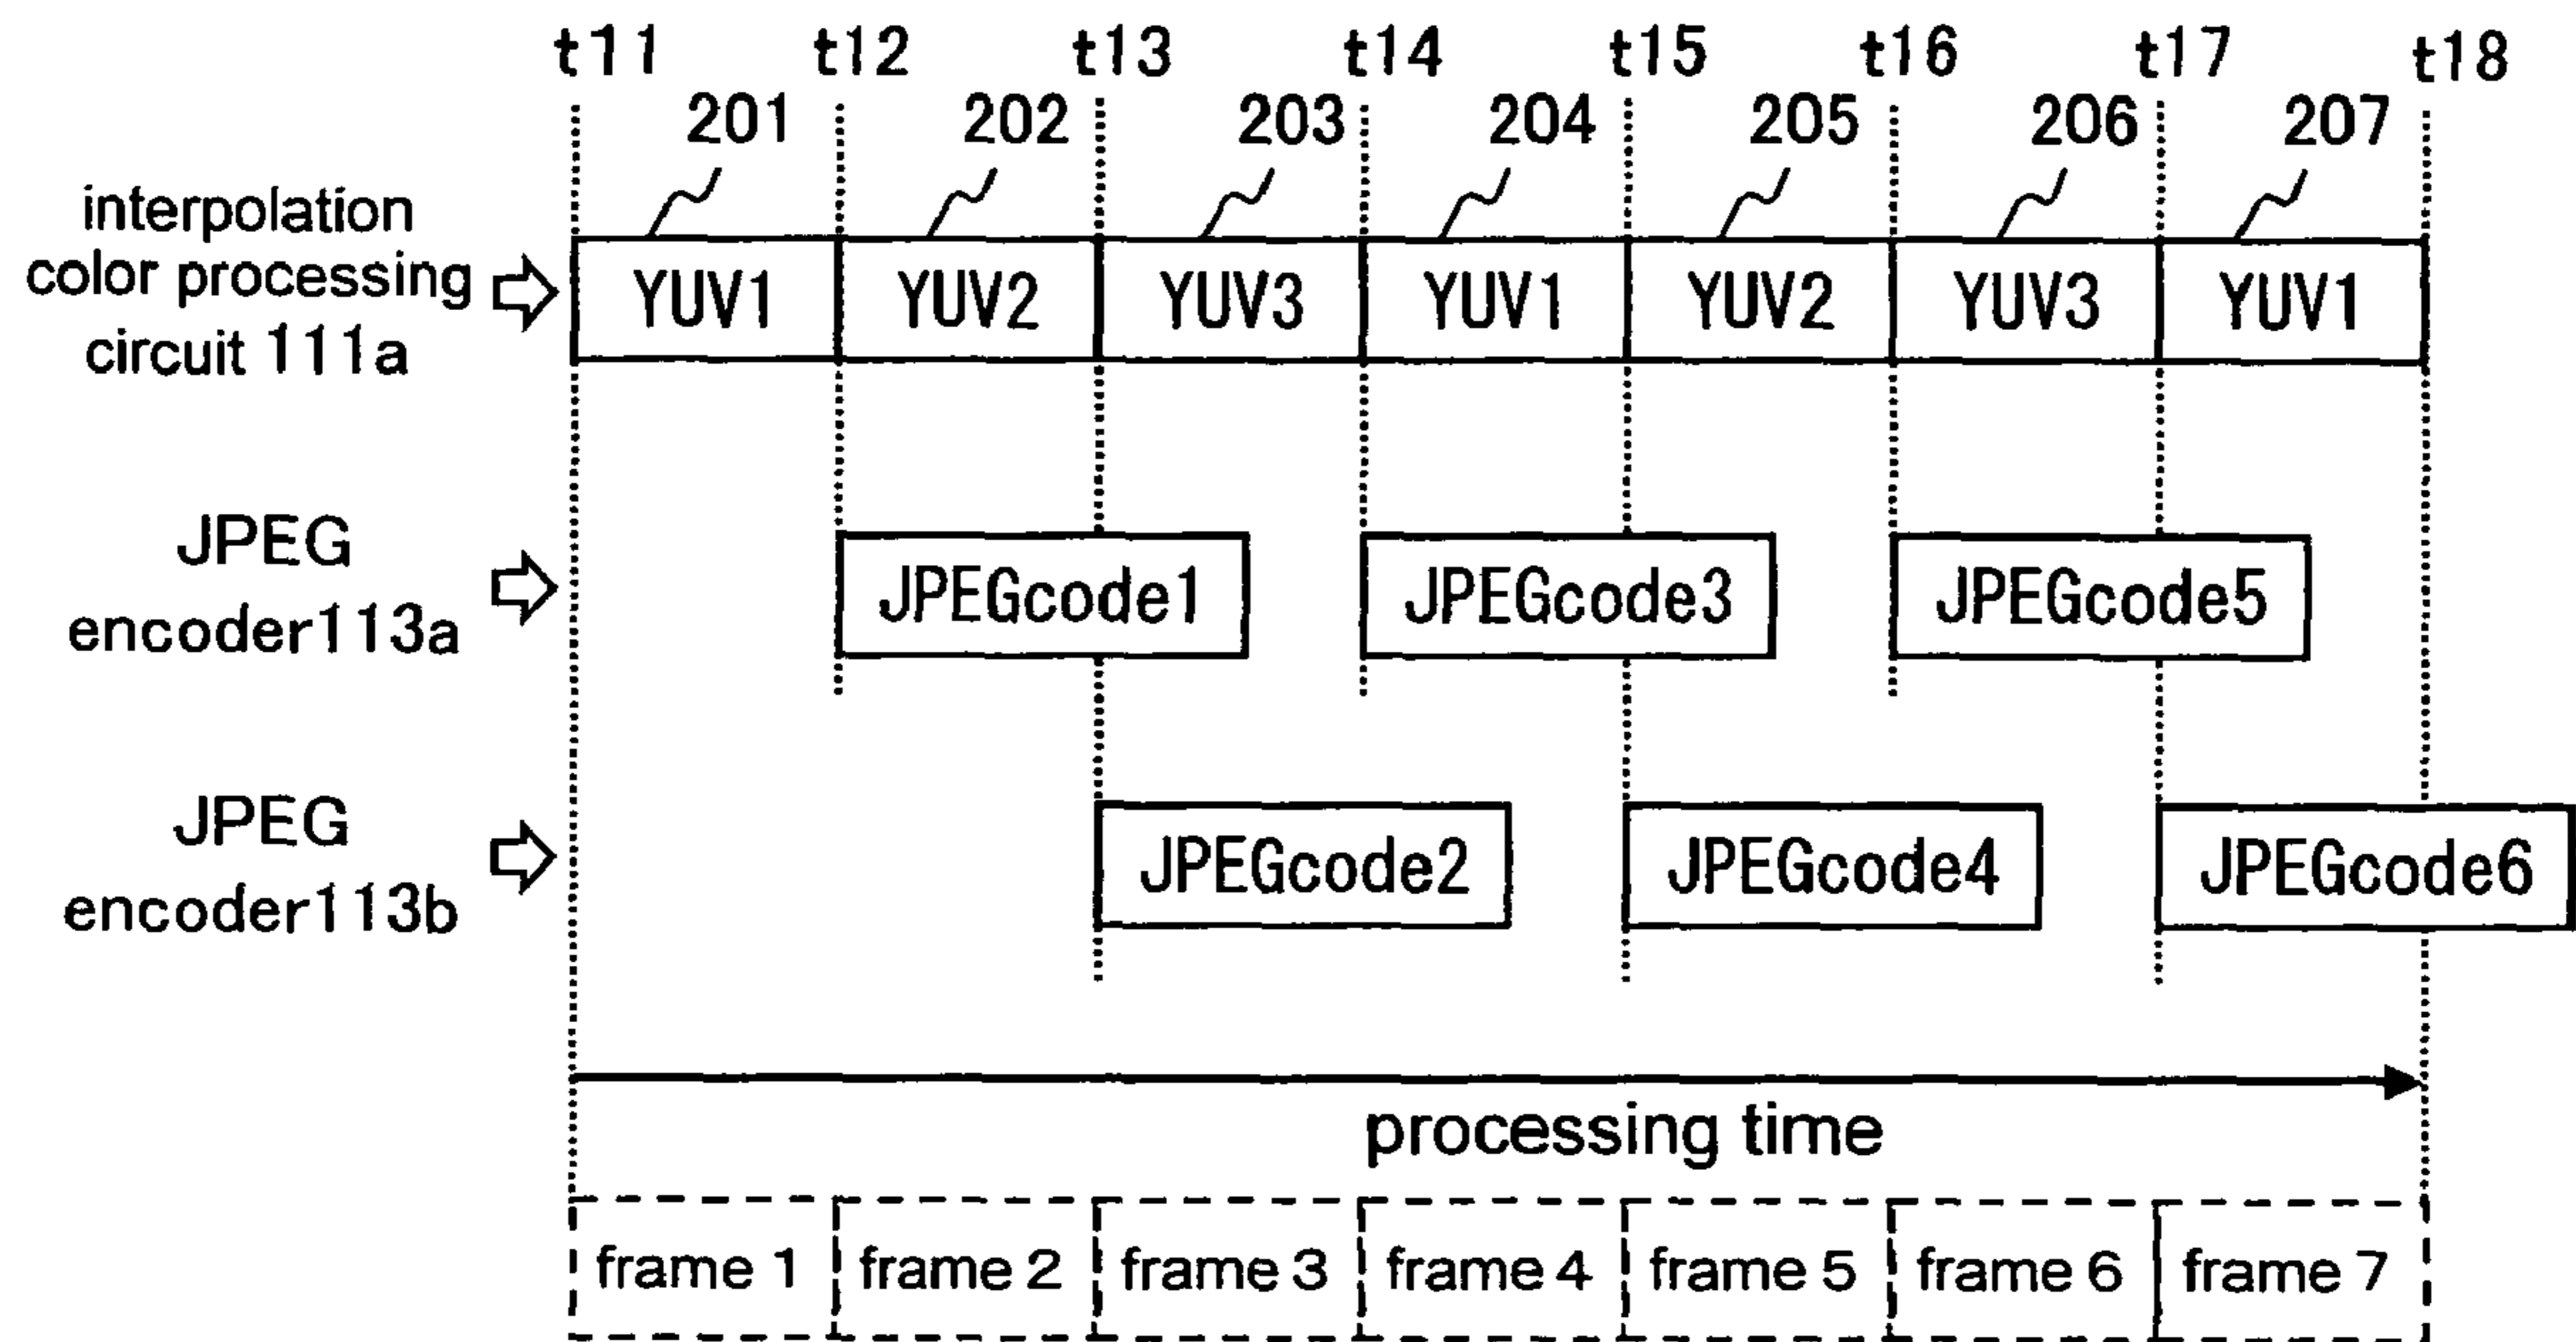 t11 t12 t13 t14 t15 t16 t17 t18
201 202 203 204 205 206 207
interpolation
color processing
circuit 111a
YUV1 YUV2 YUV3 YUV1 YUV2 YUV3 YUV1
JPEG
encoder113a
JPEGcode1 JPEGcode3 JPEGcode5
JPEG
encoder113b
JPEGcode2 JPEGcode4 JPEGcode6
processing time
frame 1 frame 2 frame 3 frame 4 frame 5 frame 6 frame 7